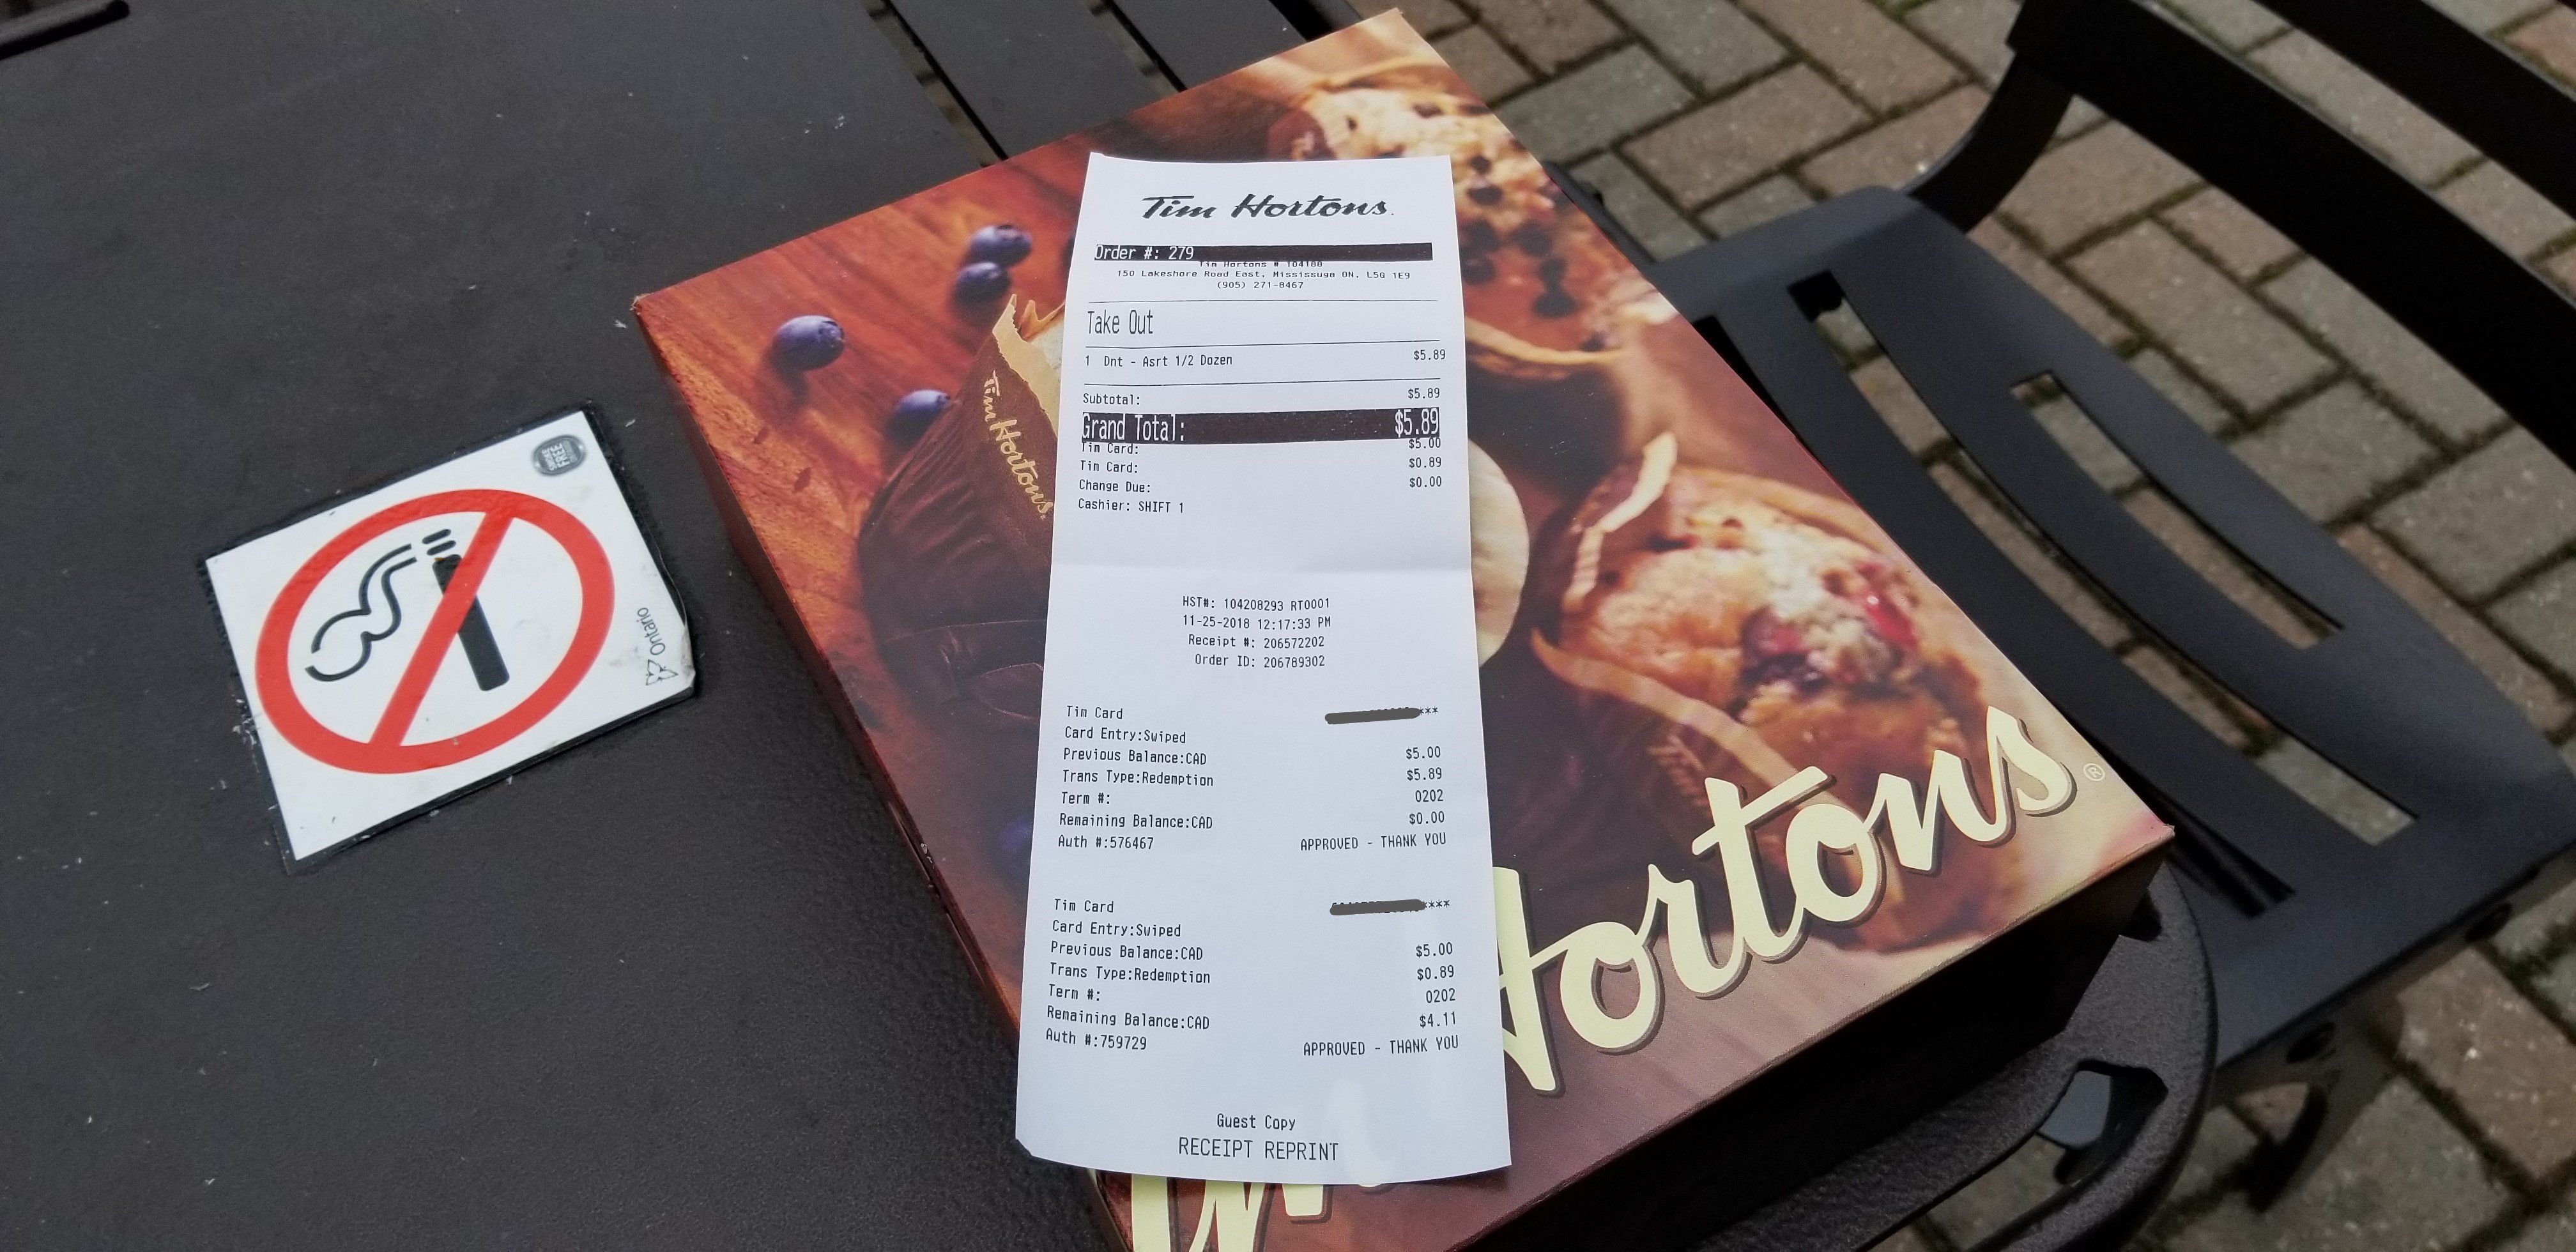 Tim Hortons
Order #: 279
Tim Hortons # 104188
150 Lakeshore Road East, Mississuga ON. L5G 1E9
(905) 271-8467
Take Out
1 Dnt - Asrt 1/2 Dozen $5.89
Subtotal: $5.89
Grand Total: $5.89
Tim Card: $5.00
Tim Card: $0.89
Change Due: $0.00
Cashier: SHIFT 1
HST#: 104208293 RT0001
11-25-2018 12:17:33 PM
Receipt #: 206572202
Order ID: 206789302
Tim Card ***
Card Entry:Swiped
Previous Balance:CAD $5.00
Trans Type:Redemption $5.89
Term #: 0202
Remaining Balance:CAD $0.00
Auth #:576467 APPROVED - THANK YOU
Tim Card ****
Card Entry:Swiped
Previous Balance:CAD $5.00
Trans Type:Redemption $0.89
Term #: 0202
Remaining Balance:CAD $4.11
Auth #:759729 APPROVED - THANK YOU
Guest Copy
RECEIPT REPRINT
Tim Hortons.
Hortons®
FREE
Ontario